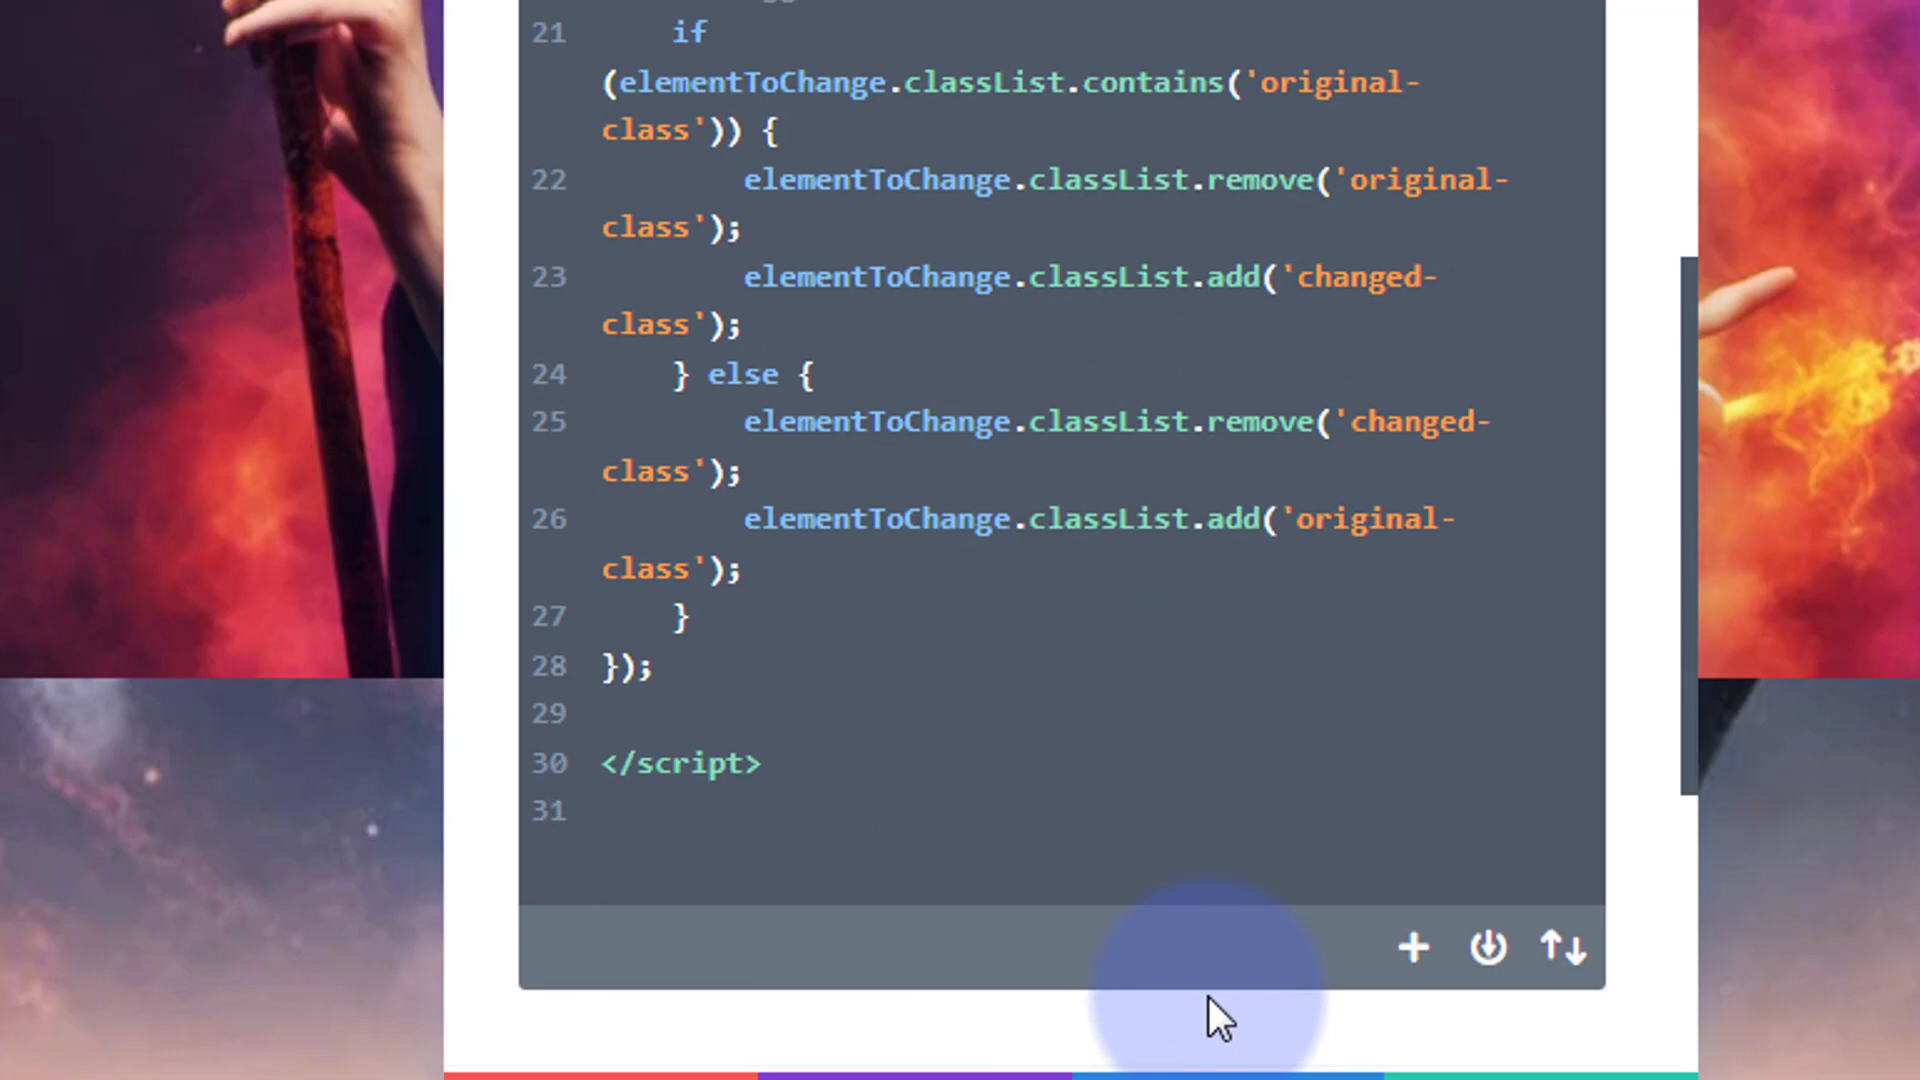 21 if
(elementToChange.classList.contains('original-
class')) {
22 elementToChange.classList.remove('original-
class');
23 elementToChange.classList.add('changed-
class');
24 } else {
25 elementToChange.classList.remove('changed-
class');
26 elementToChange.classList.add('original-
class');
27 }
28 });
29
30 </script>
31